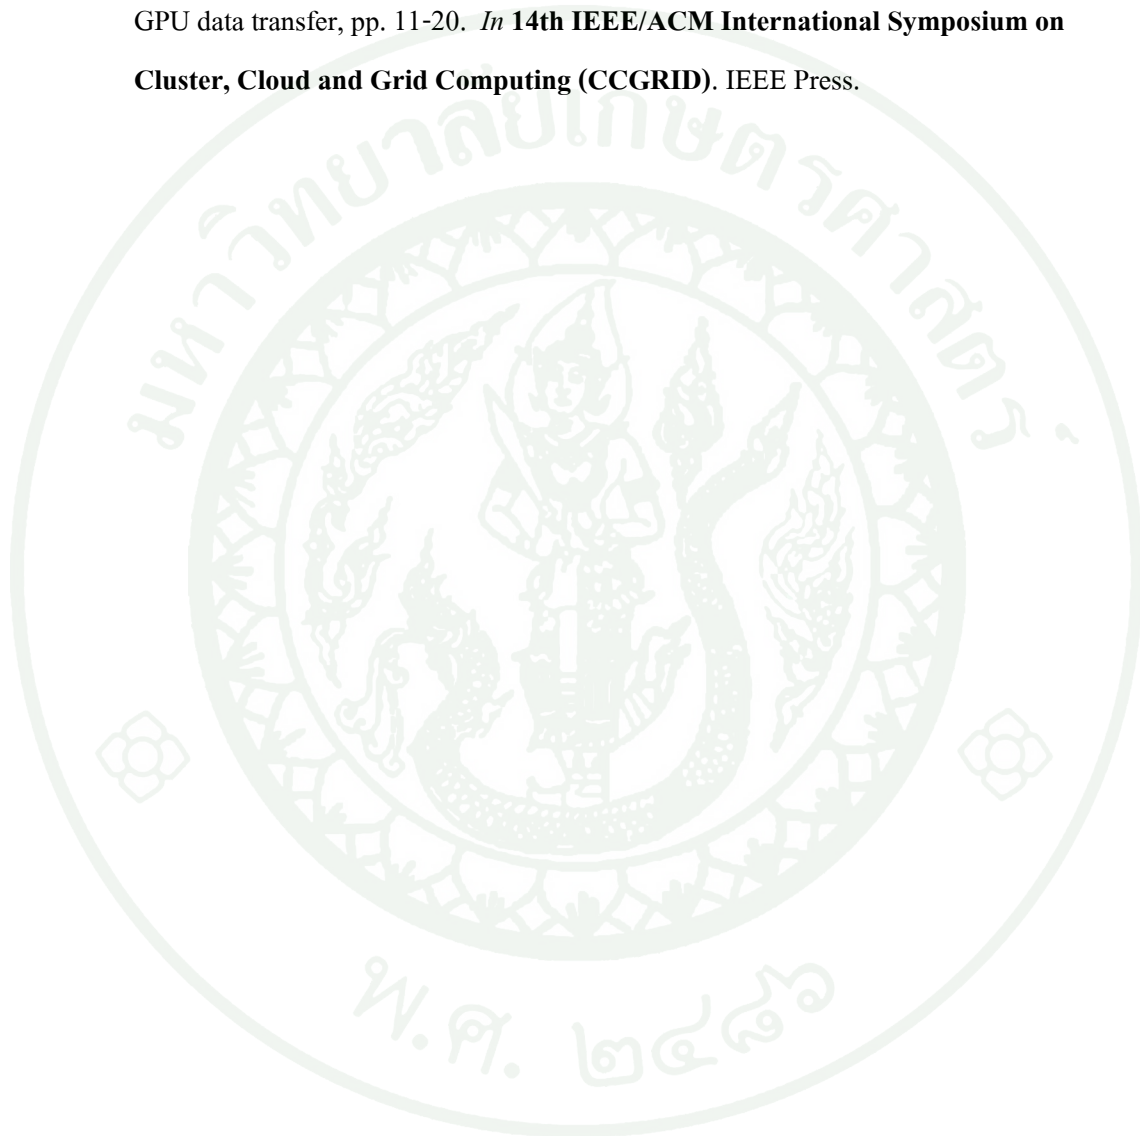 GPU data transfer, pp. 11-20. In 14th IEEE/ACM International Symposium on
Cluster, Cloud and Grid Computing (CCGRID). IEEE Press.
มหาวิทยาลัยเกษตรศาสตร์
พ.ศ. ๒๔๘๖